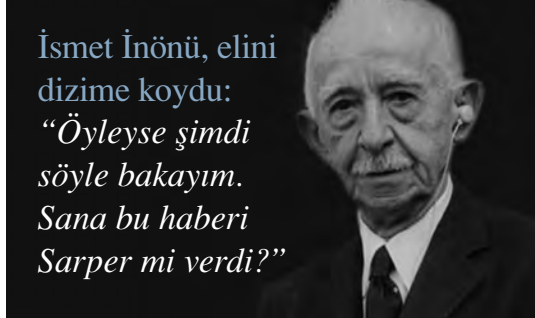 İsmet İnönü, elini
dizime koydu:
“Öyleyse şimdi
söyle bakayım.
Sana bu haberi
Sarper mi verdi?”